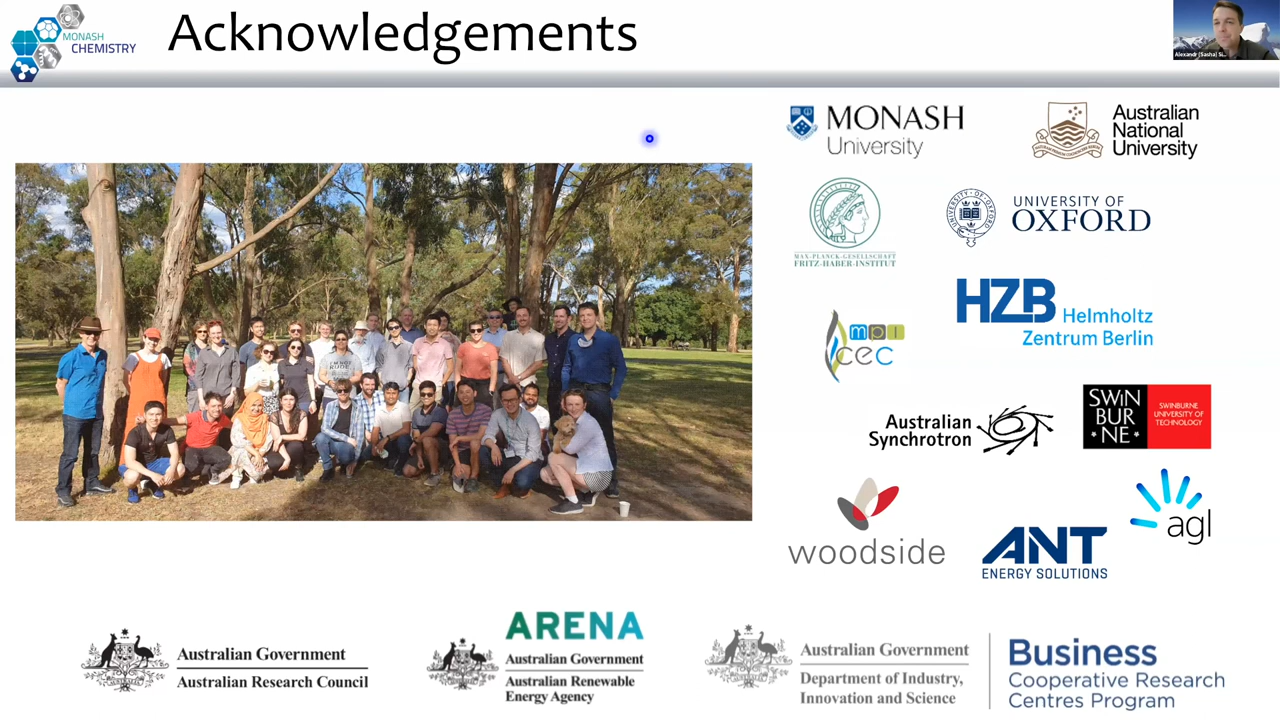 MONASH
CHEMISTRY
Acknowledgements
Alexandr (Sasha) Si...
MONASH
University
Australian
National
University
MAX-PLANCK-GESELLSCHAFT
FRITZ-HABER-INSTITUT
UNIVERSITY OF OXFORD
UNIVERSITY OF
OXFORD
HZB Helmholtz
Zentrum Berlin
mpi
cec
Australian
Synchrotron
SWIN
BUR
NE
SWINBURNE
UNIVERSITY OF
TECHNOLOGY
woodside
ANT
ENERGY SOLUTIONS
agl
Australian Government
Australian Research Council
ARENA
Australian Government
Australian Renewable
Energy Agency
Australian Government
Department of Industry,
Innovation and Science
Business
Cooperative Research
Centres Program